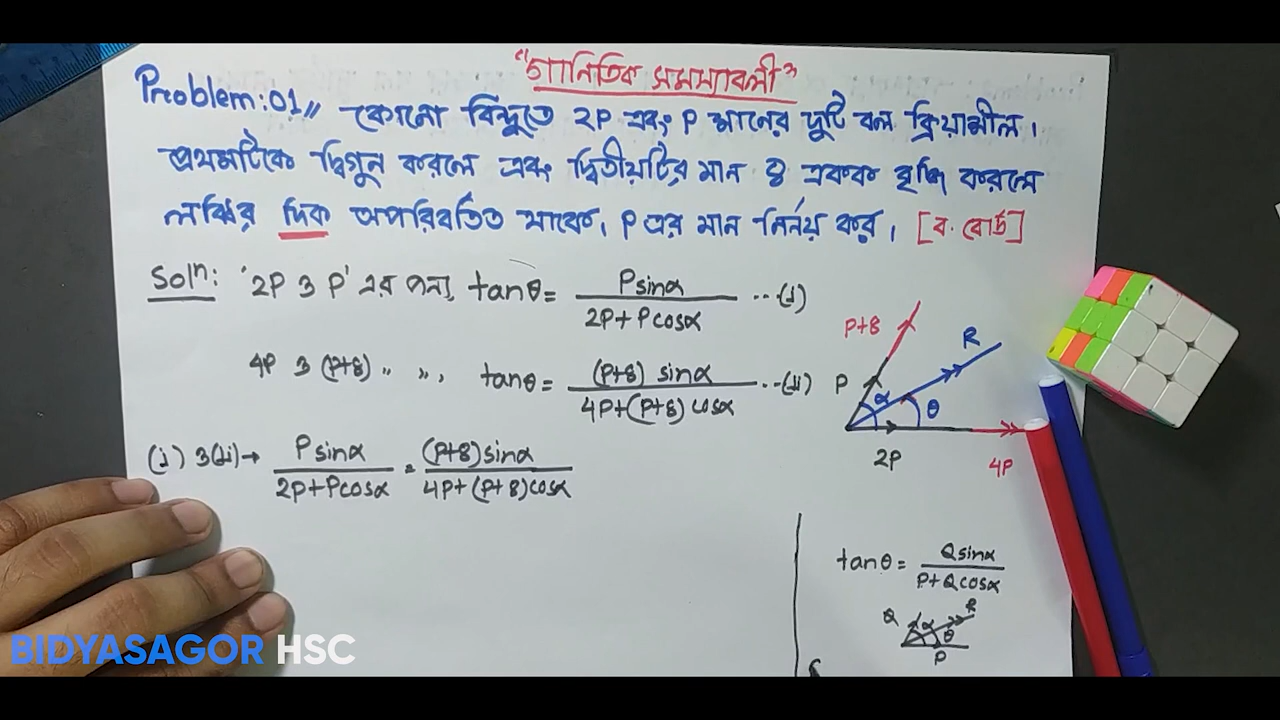 "গানিতিক সমস্যাবলী"
Problem:01// কোনো বিন্দুতে 2P এবং P মানের দুটি বল ক্রিয়াশীল।
প্রথমটিকে দ্বিগুন করলে এবং দ্বিতীয়টির মান 8 একক বৃদ্ধি করলে
লব্ধির দিক অপরিবর্তিত থাকে। P এর মান নির্নয় কর। [ব. বোর্ড]
Solⁿ: '2P ও P' এর জন্য, tanθ = Psinα / 2P+Pcosα ---(i)
4P ও (P+8) " ", tanθ = (P+8) sinα / 4P+(P+8) cosα ---(ii)
(i) ও (ii)→ Psinα / 2P+Pcosα = (P+8)sinα / 4P+(P+8)cosα
P+8
R
P
α
θ
2P
4P
tanθ = Qsinα / P+Qcosα
Q
α
R
θ
P
BIDYASAGOR HSC